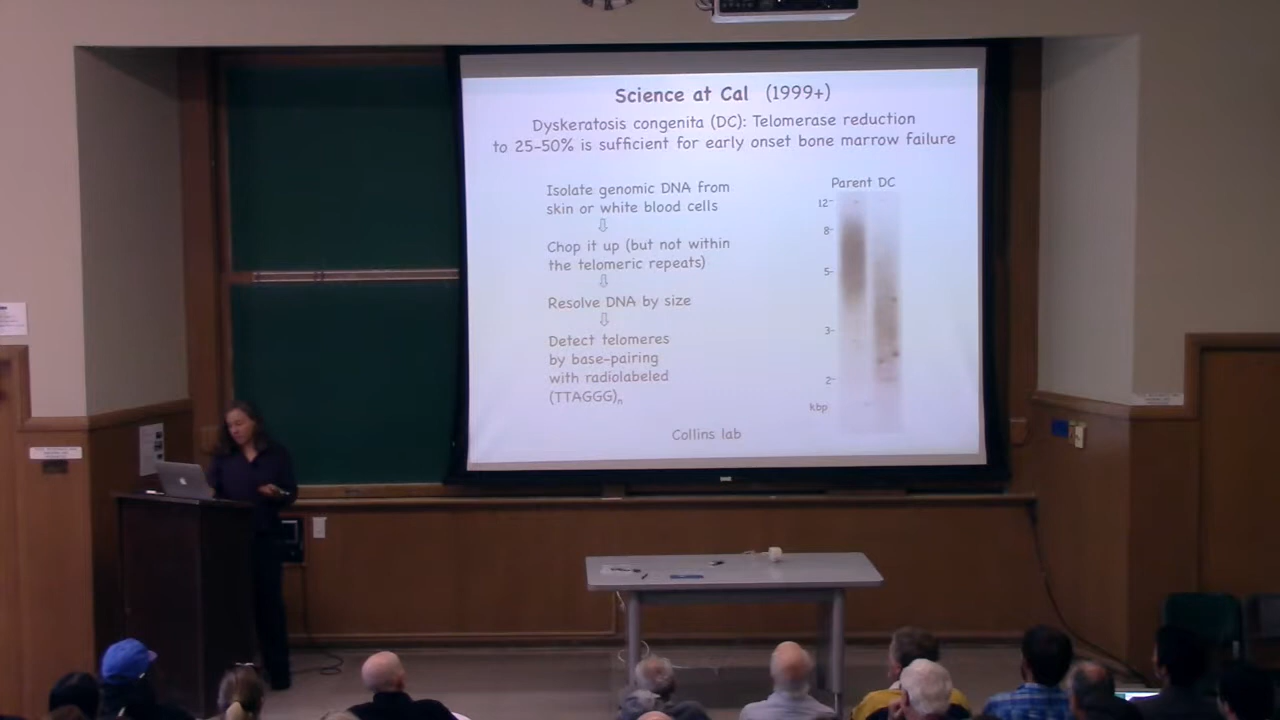 Science at Cal (1999+)
Dyskeratosis congenita (DC): Telomerase reduction
to 25-50% is sufficient for early onset bone marrow failure
Isolate genomic DNA from
skin or white blood cells
⇩
Chop it up (but not within
the telomeric repeats)
⇩
Resolve DNA by size
⇩
Detect telomeres
by base-pairing
with radiolabeled
(TTAGGG)n
Parent DC
12-
8-
5-
3-
2-
kbp
Collins lab